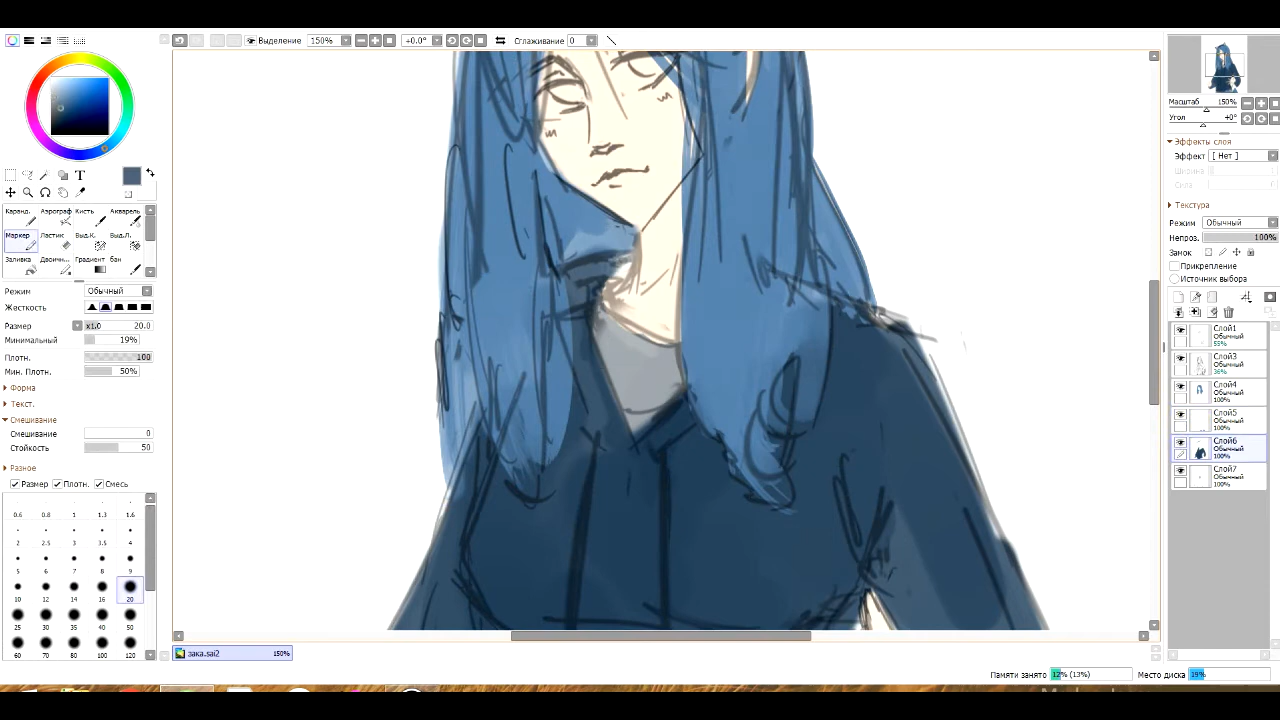 Выделение 150% +0.0° Сглаживание 0
Масштаб 150%
Угол +0°
Эффекты слоя
Эффект [ Нет ]
Ширина 1
Сила
Текстура
Режим Обычный
Непроз. 100%
Замок
Прикрепление
Источник выбора
Слой1
Обычный
55%
Слой3
Обычный
36%
Слой4
Обычный
100%
Слой5
Обычный
100%
Слой6
Обычный
100%
Слой7
Обычный
100%
T
Каранд. Аэрограф Кисть Акварель
Маркер Ластик Выд.К. Выд.Л.
Заливка Двоичн... Градиент бан
Режим Обычный
Жесткость
Размер x1.0 20.0
Минимальный 19%
Плотн. 100
Мин. Плотн. 50%
Форма
Текст.
Смешивание
Смешивание 0
Стойкость 50
Разное
Размер Плотн. Смесь
0.6 0.8 1 1.3 1.6
2 2.5 3 3.5 4
5 6 7 8 9
10 12 14 16 20
25 30 35 40 50
60 70 80 100 120
зака.sai2 150%
Памяти занято 12% (13%) Место диска 39%